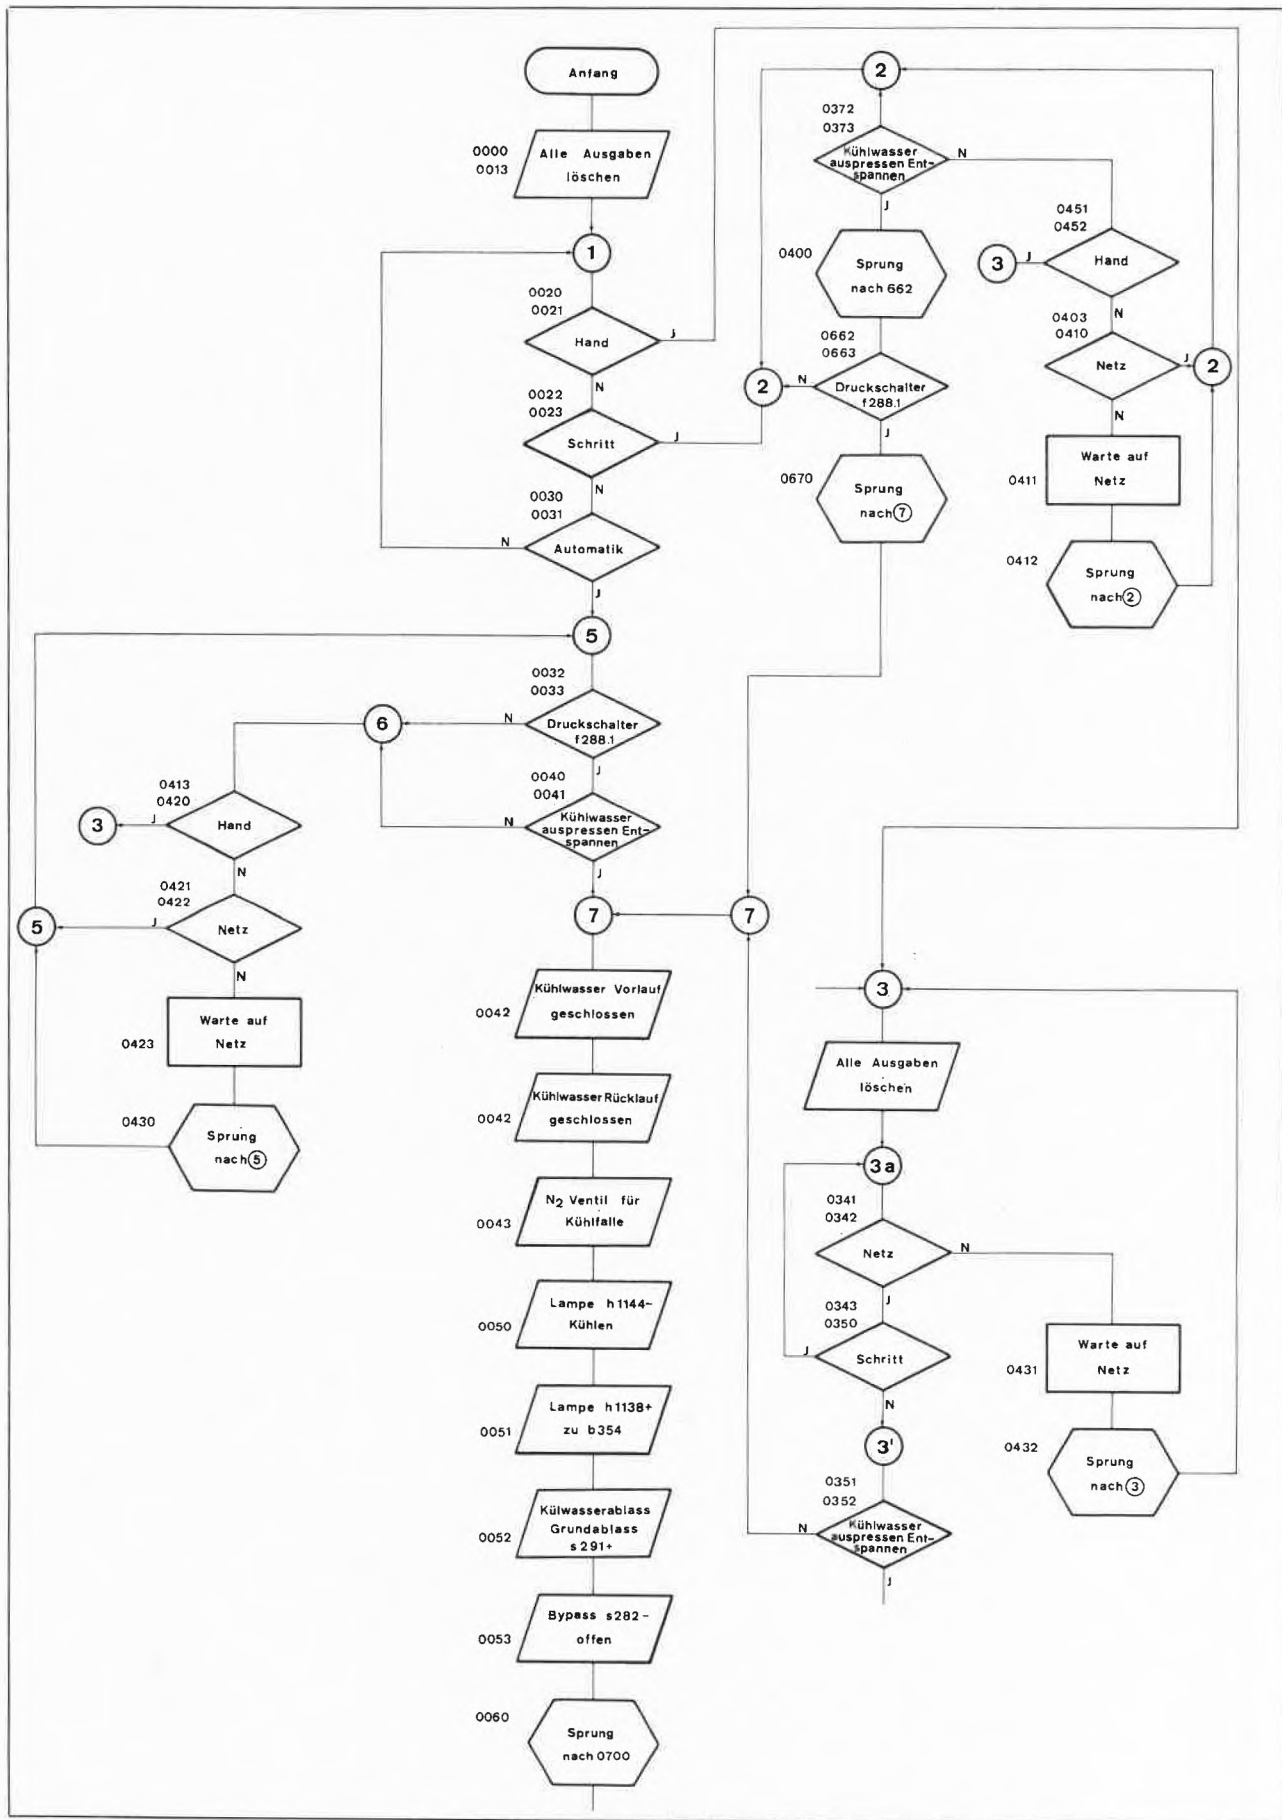 Anfang
0000
0013
Alle Ausgaben
löschen
1
0020
0021
Hand
J
N
0022
0023
Schritt
J
N
0030
0031
Automatik
N
J
5
0032
0033
Druckschalter
f288.1
N
J
6
0040
0041
Kühlwasser
auspressen Ent-
spannen
N
J
7
0413
0420
Hand
J
3
N
0421
0422
Netz
J
5
N
0423
Warte auf
Netz
0430
Sprung
nach 5
0042
Kühlwasser Vorlauf
geschlossen
0042
Kühlwasser Rücklauf
geschlossen
0043
N2 Ventil für
Kühlfalle
0050
Lampe h1144-
Kühlen
0051
Lampe h1138+
zu b354
0052
Külwasserablass
Grundablass
s291+
0053
Bypass s282-
offen
0060
Sprung
nach 0700
2
0372
0373
Kühlwasser
auspressen Ent-
spannen
N
J
0400
Sprung
nach 662
0662
0663
Druckschalter
f288.1
N
2
J
0670
Sprung
nach 7
7
0451
0452
Hand
J
3
N
0403
0410
Netz
J
2
N
0411
Warte auf
Netz
0412
Sprung
nach 2
3
Alle Ausgaben
löschen
3a
0341
0342
Netz
N
J
0343
0350
Schritt
J
N
3'
0351
0352
Kühlwasser
auspressen Ent-
spannen
N
J
0431
Warte auf
Netz
0432
Sprung
nach 3